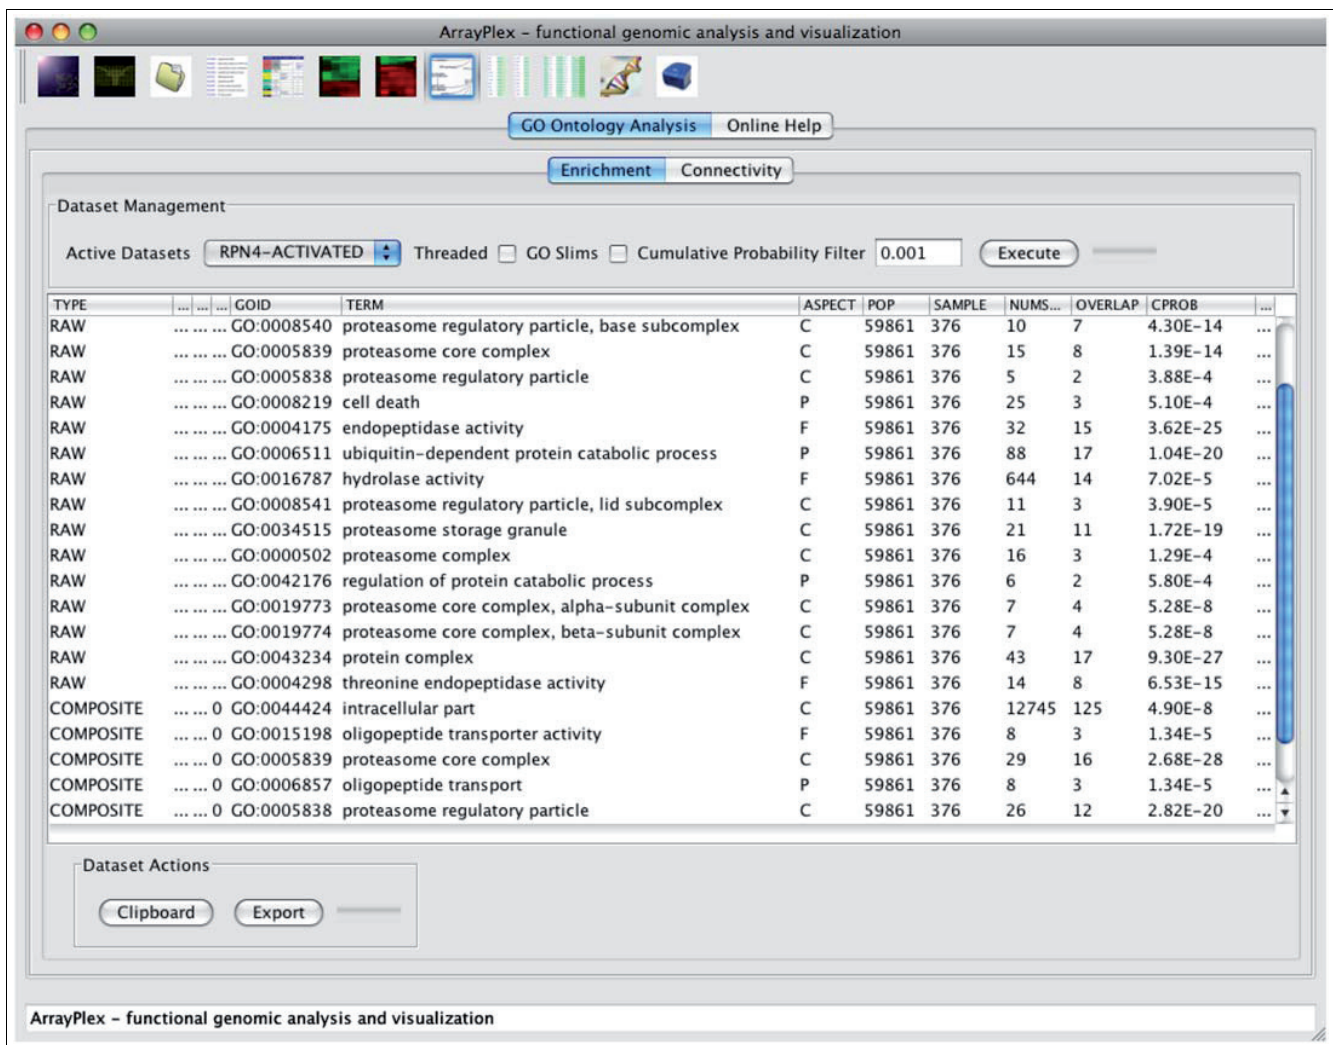 ArrayPlex – functional genomic analysis and visualization
GO Ontology Analysis Online Help
Enrichment Connectivity
Dataset Management
Active Datasets RPN4-ACTIVATED Threaded GO Slims Cumulative Probability Filter 0.001 Execute
TYPE ... ... ... GOID TERM ASPECT POP SAMPLE NUMS... OVERLAP CPROB ...
RAW ... ... ... GO:0008540 proteasome regulatory particle, base subcomplex C 59861 376 10 7 4.30E-14 ...
RAW ... ... ... GO:0005839 proteasome core complex C 59861 376 15 8 1.39E-14 ...
RAW ... ... ... GO:0005838 proteasome regulatory particle C 59861 376 5 2 3.88E-4 ...
RAW ... ... ... GO:0008219 cell death P 59861 376 25 3 5.10E-4 ...
RAW ... ... ... GO:0004175 endopeptidase activity F 59861 376 32 15 3.62E-25 ...
RAW ... ... ... GO:0006511 ubiquitin-dependent protein catabolic process P 59861 376 88 17 1.04E-20 ...
RAW ... ... ... GO:0016787 hydrolase activity F 59861 376 644 14 7.02E-5 ...
RAW ... ... ... GO:0008541 proteasome regulatory particle, lid subcomplex C 59861 376 11 3 3.90E-5 ...
RAW ... ... ... GO:0034515 proteasome storage granule C 59861 376 21 11 1.72E-19 ...
RAW ... ... ... GO:0000502 proteasome complex C 59861 376 16 3 1.29E-4 ...
RAW ... ... ... GO:0042176 regulation of protein catabolic process P 59861 376 6 2 5.80E-4 ...
RAW ... ... ... GO:0019773 proteasome core complex, alpha-subunit complex C 59861 376 7 4 5.28E-8 ...
RAW ... ... ... GO:0019774 proteasome core complex, beta-subunit complex C 59861 376 7 4 5.28E-8 ...
RAW ... ... ... GO:0043234 protein complex C 59861 376 43 17 9.30E-27 ...
RAW ... ... ... GO:0004298 threonine endopeptidase activity F 59861 376 14 8 6.53E-15 ...
COMPOSITE ... ... 0 GO:0044424 intracellular part C 59861 376 12745 125 4.90E-8 ...
COMPOSITE ... ... 0 GO:0015198 oligopeptide transporter activity F 59861 376 8 3 1.34E-5 ...
COMPOSITE ... ... 0 GO:0005839 proteasome core complex C 59861 376 29 16 2.68E-28 ...
COMPOSITE ... ... 0 GO:0006857 oligopeptide transport P 59861 376 8 3 1.34E-5 ...
COMPOSITE ... ... 0 GO:0005838 proteasome regulatory particle C 59861 376 26 12 2.82E-20 ...
Dataset Actions
Clipboard Export
ArrayPlex – functional genomic analysis and visualization